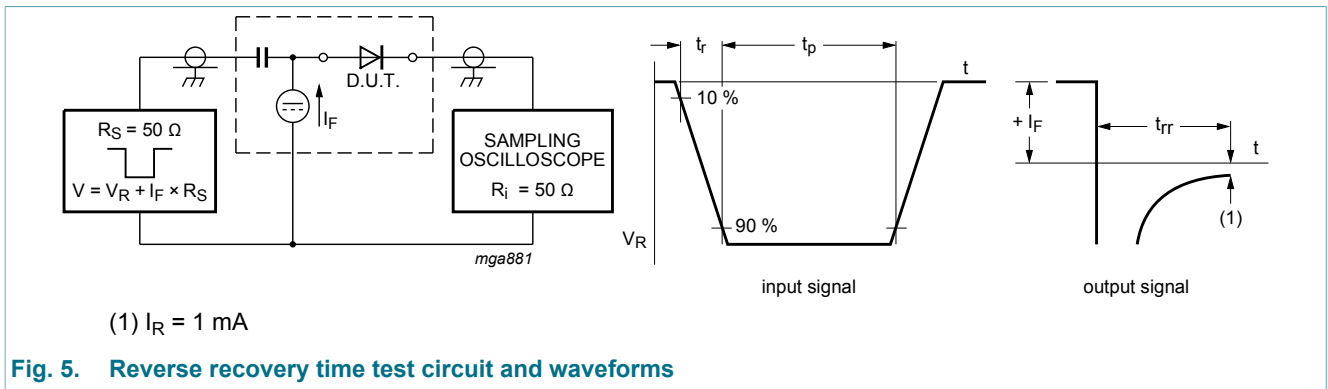 R_S = 50 Ω
V = V_R + I_F × R_S
D.U.T.
I_F
SAMPLING
OSCILLOSCOPE
R_i = 50 Ω
mga881
t_r
t_p
t
10 %
90 %
V_R
input signal
+ I_F
t_rr
t
(1)
output signal
(1) I_R = 1 mA
Fig. 5. Reverse recovery time test circuit and waveforms